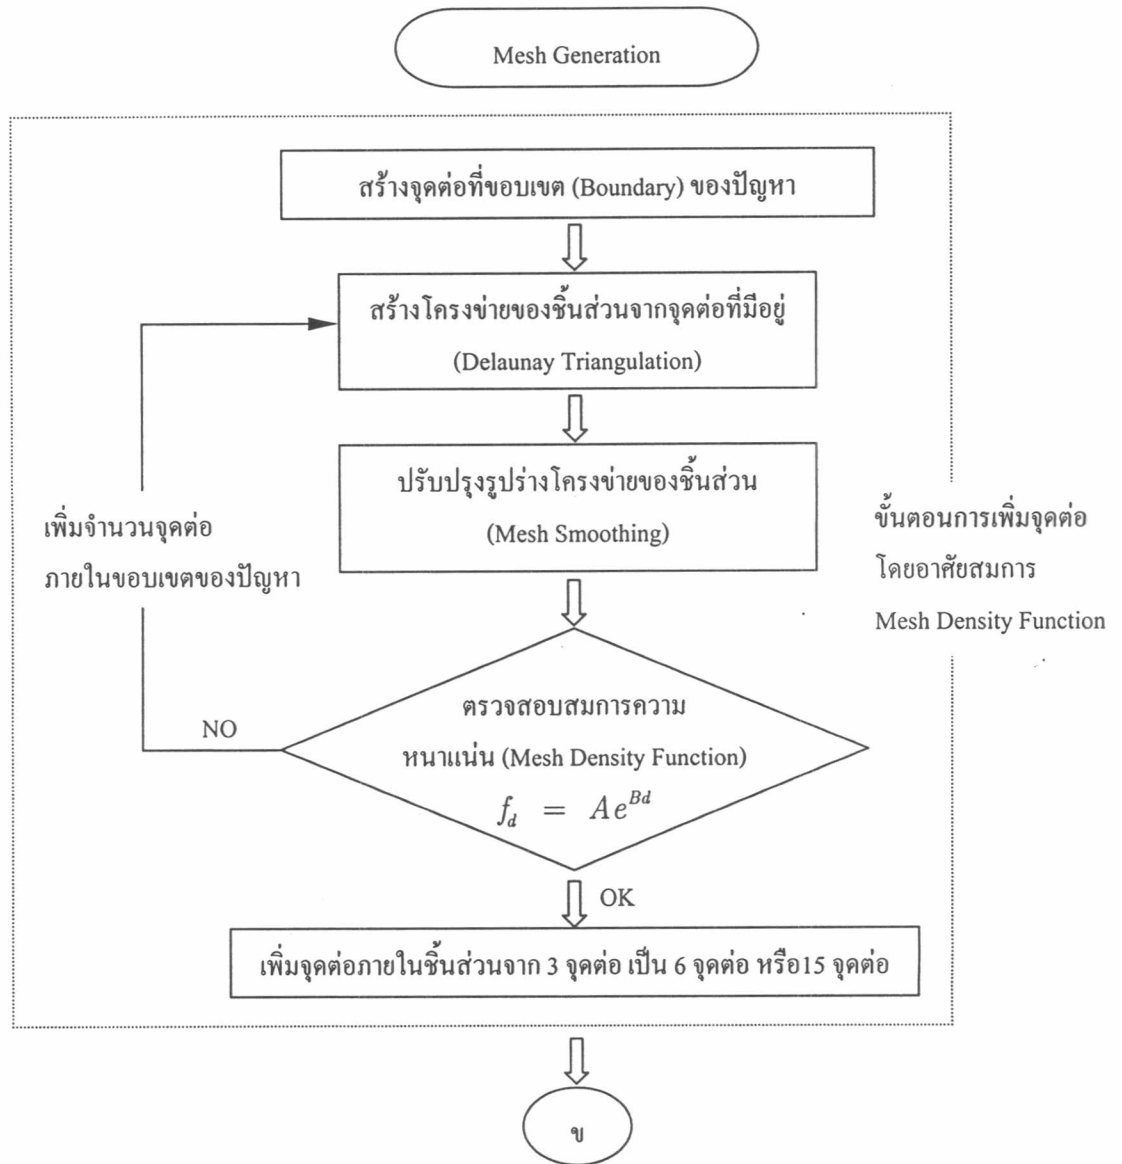 Mesh Generation
สร้างจุดต่อที่ขอบเขต (Boundary) ของปัญหา
สร้างโครงข่ายของชิ้นส่วนจากจุดต่อที่มีอยู่
(Delaunay Triangulation)
ปรับปรุงรูปร่างโครงข่ายของชิ้นส่วน
(Mesh Smoothing)
เพิ่มจำนวนจุดต่อ
ภายในขอบเขตของปัญหา
ขั้นตอนการเพิ่มจุดต่อ
โดยอาศัยสมการ
Mesh Density Function
ตรวจสอบสมการความ
หนาแน่น (Mesh Density Function)
f_d = Ae^{Bd}
NO
OK
เพิ่มจุดต่อภายในชิ้นส่วนจาก 3 จุดต่อ เป็น 6 จุดต่อ หรือ15 จุดต่อ
ข